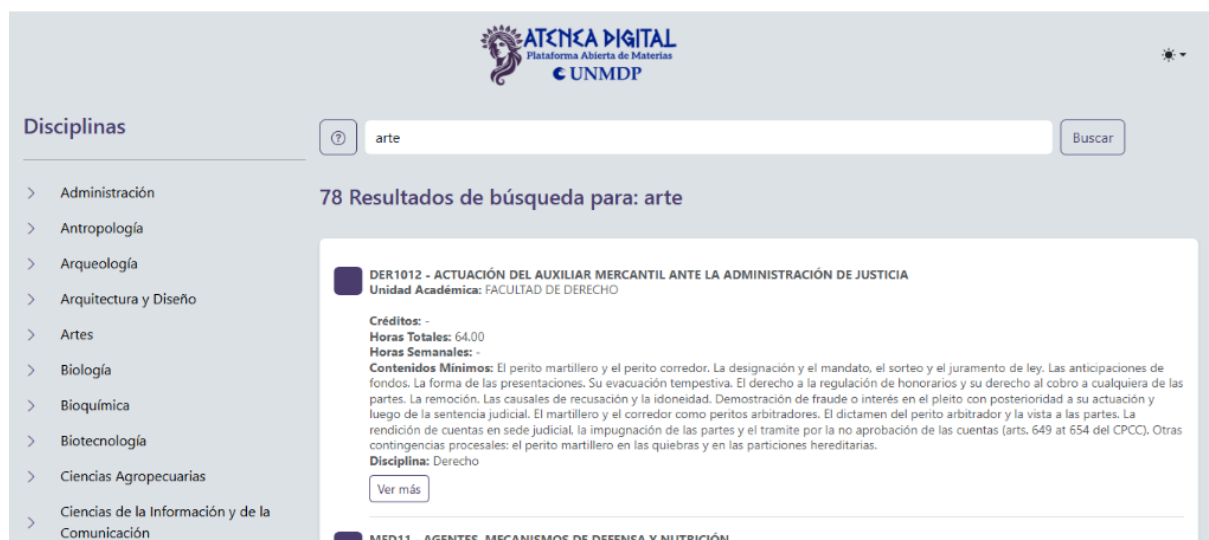 ATENEA DIGITAL
Plataforma Abierta de Materias
UNMDP
Disciplinas
arte
Buscar
Administración
Antropología
Arqueología
Arquitectura y Diseño
Artes
Biología
Bioquímica
Biotecnología
Ciencias Agropecuarias
Ciencias de la Información y de la
Comunicación
78 Resultados de búsqueda para: arte
DER1012 - ACTUACIÓN DEL AUXILIAR MERCANTIL ANTE LA ADMINISTRACIÓN DE JUSTICIA
Unidad Académica: FACULTAD DE DERECHO
Créditos: -
Horas Totales: 64.00
Horas Semanales: -
Contenidos Mínimos: El perito martillero y el perito corredor. La designación y el mandato, el sorteo y el juramento de ley. Las anticipaciones de
fondos. La forma de las presentaciones. Su evacuación tempestiva. El derecho a la regulación de honorarios y su derecho al cobro a cualquiera de las
partes. La remoción. Las causales de recusación y la idoneidad. Demostración de fraude o interés en el pleito con posterioridad a su actuación y
luego de la sentencia judicial. El martillero y el corredor como peritos arbitradores. El dictamen del perito arbitrador y la vista a las partes. La
rendición de cuentas en sede judicial, la impugnación de las partes y el tramite por la no aprobación de las cuentas (arts. 649 at 654 del CPCC). Otras
contingencias procesales: el perito martillero en las quiebras y en las particiones hereditarias.
Disciplina: Derecho
Ver más
MED11 - AGENTES, MECANISMOS DE DEFENSA Y NUTRICIÓN